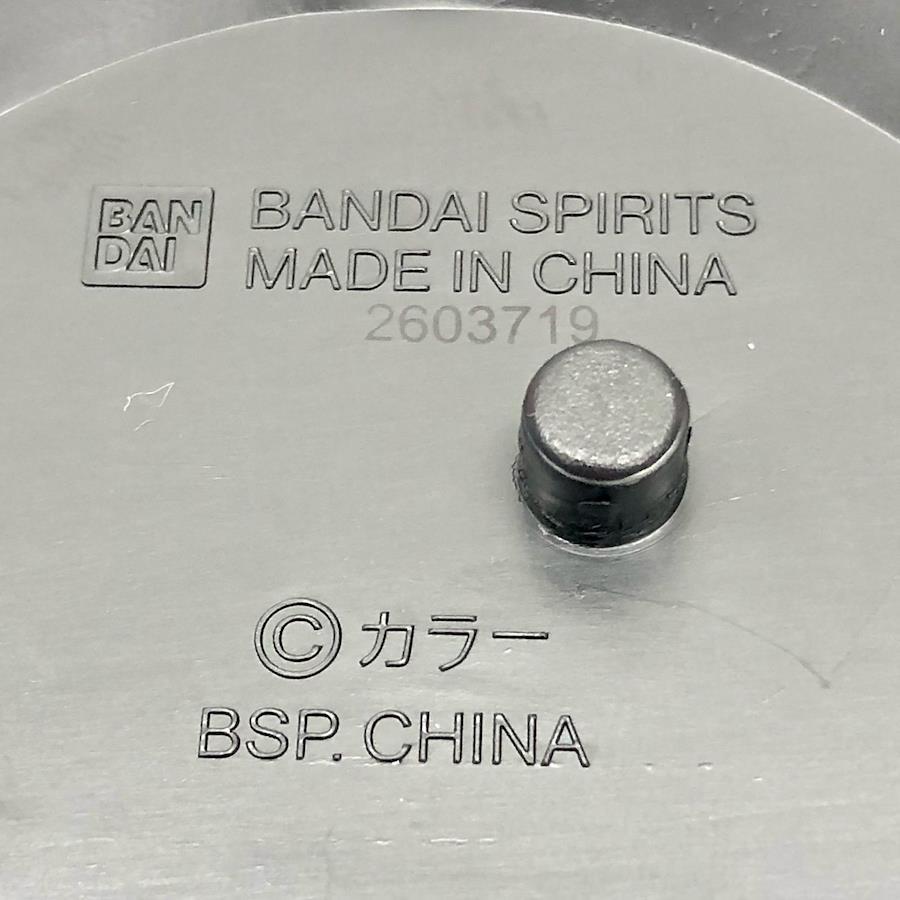 BAN
DAI
BANDAI SPIRITS
MADE IN CHINA
2603719
©カラー
BSP. CHINA